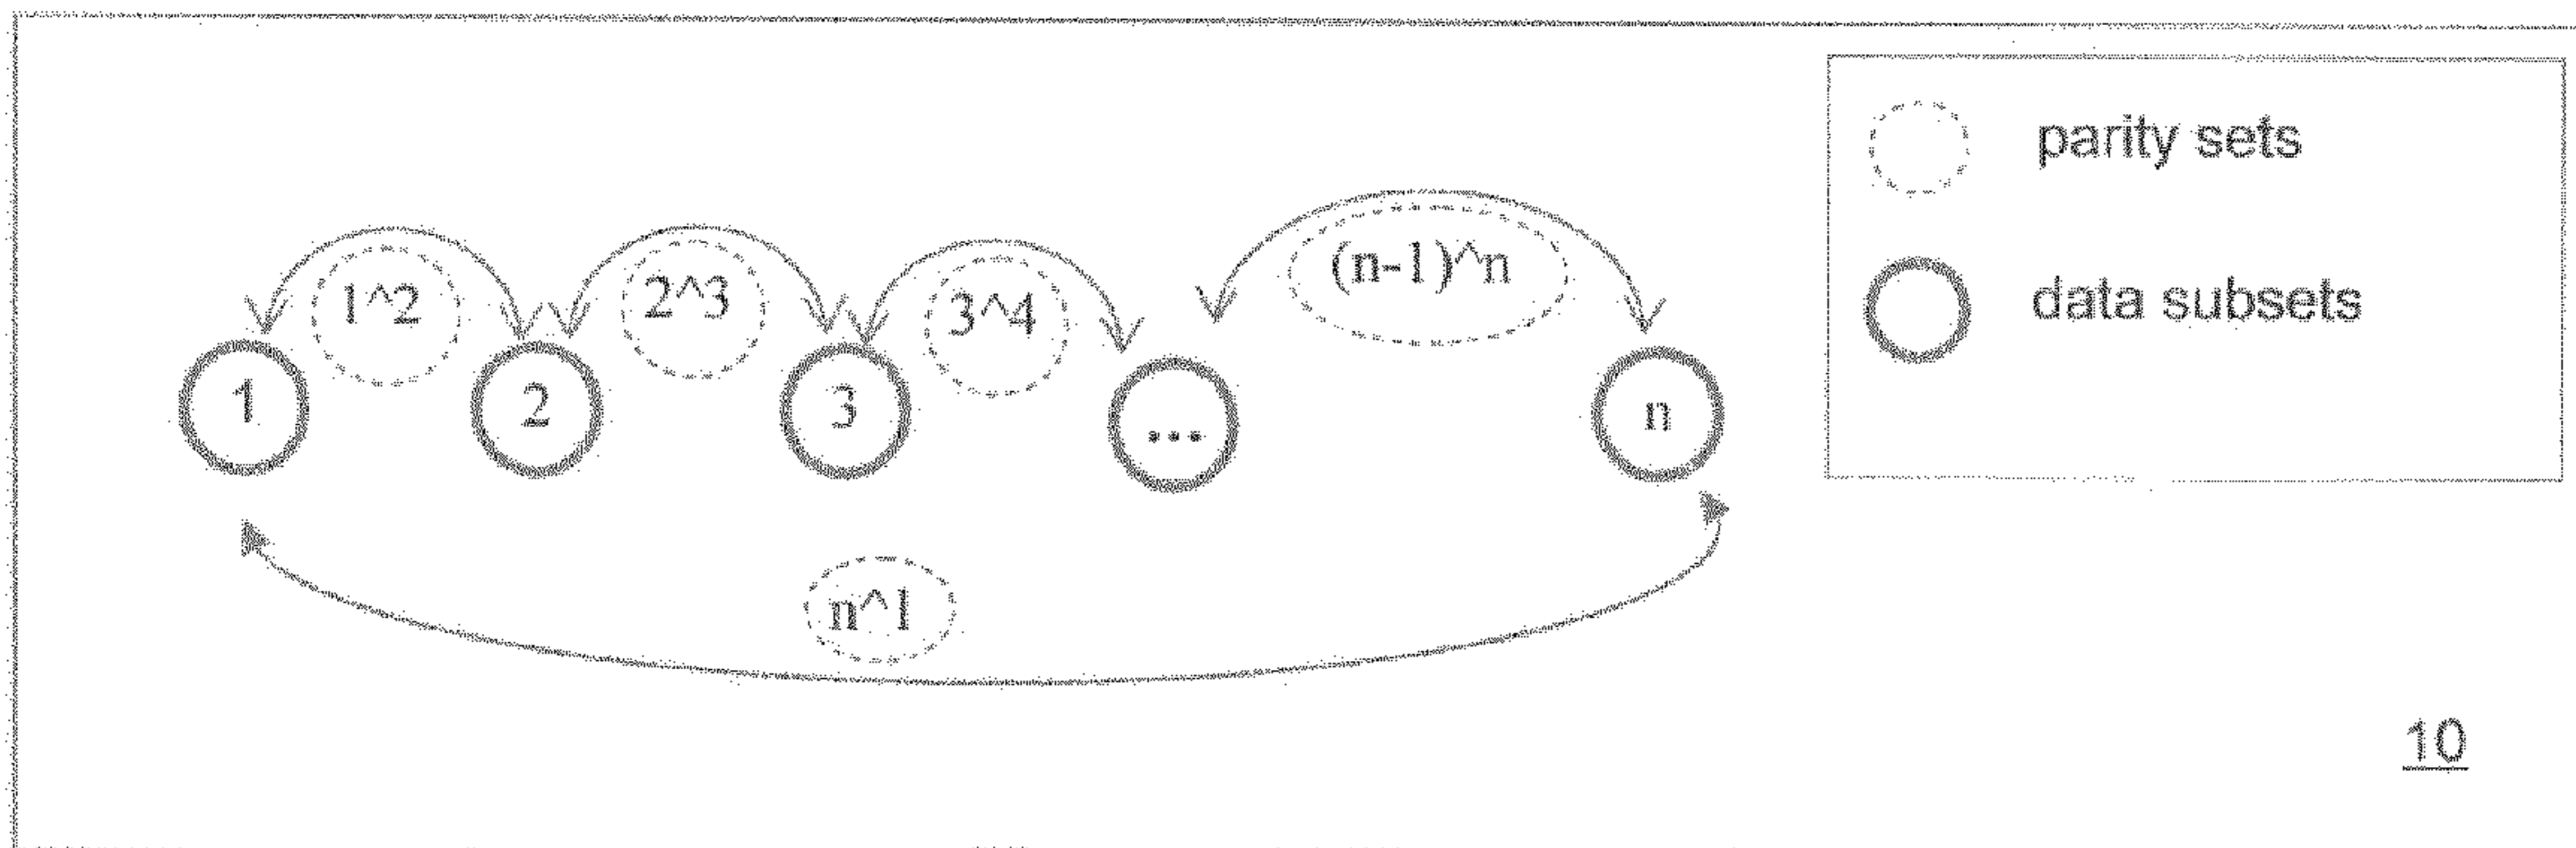 parity sets
data subsets
1^2
2^3
3^4
(n-1)^n
1
2
3
...
n
n^1
10